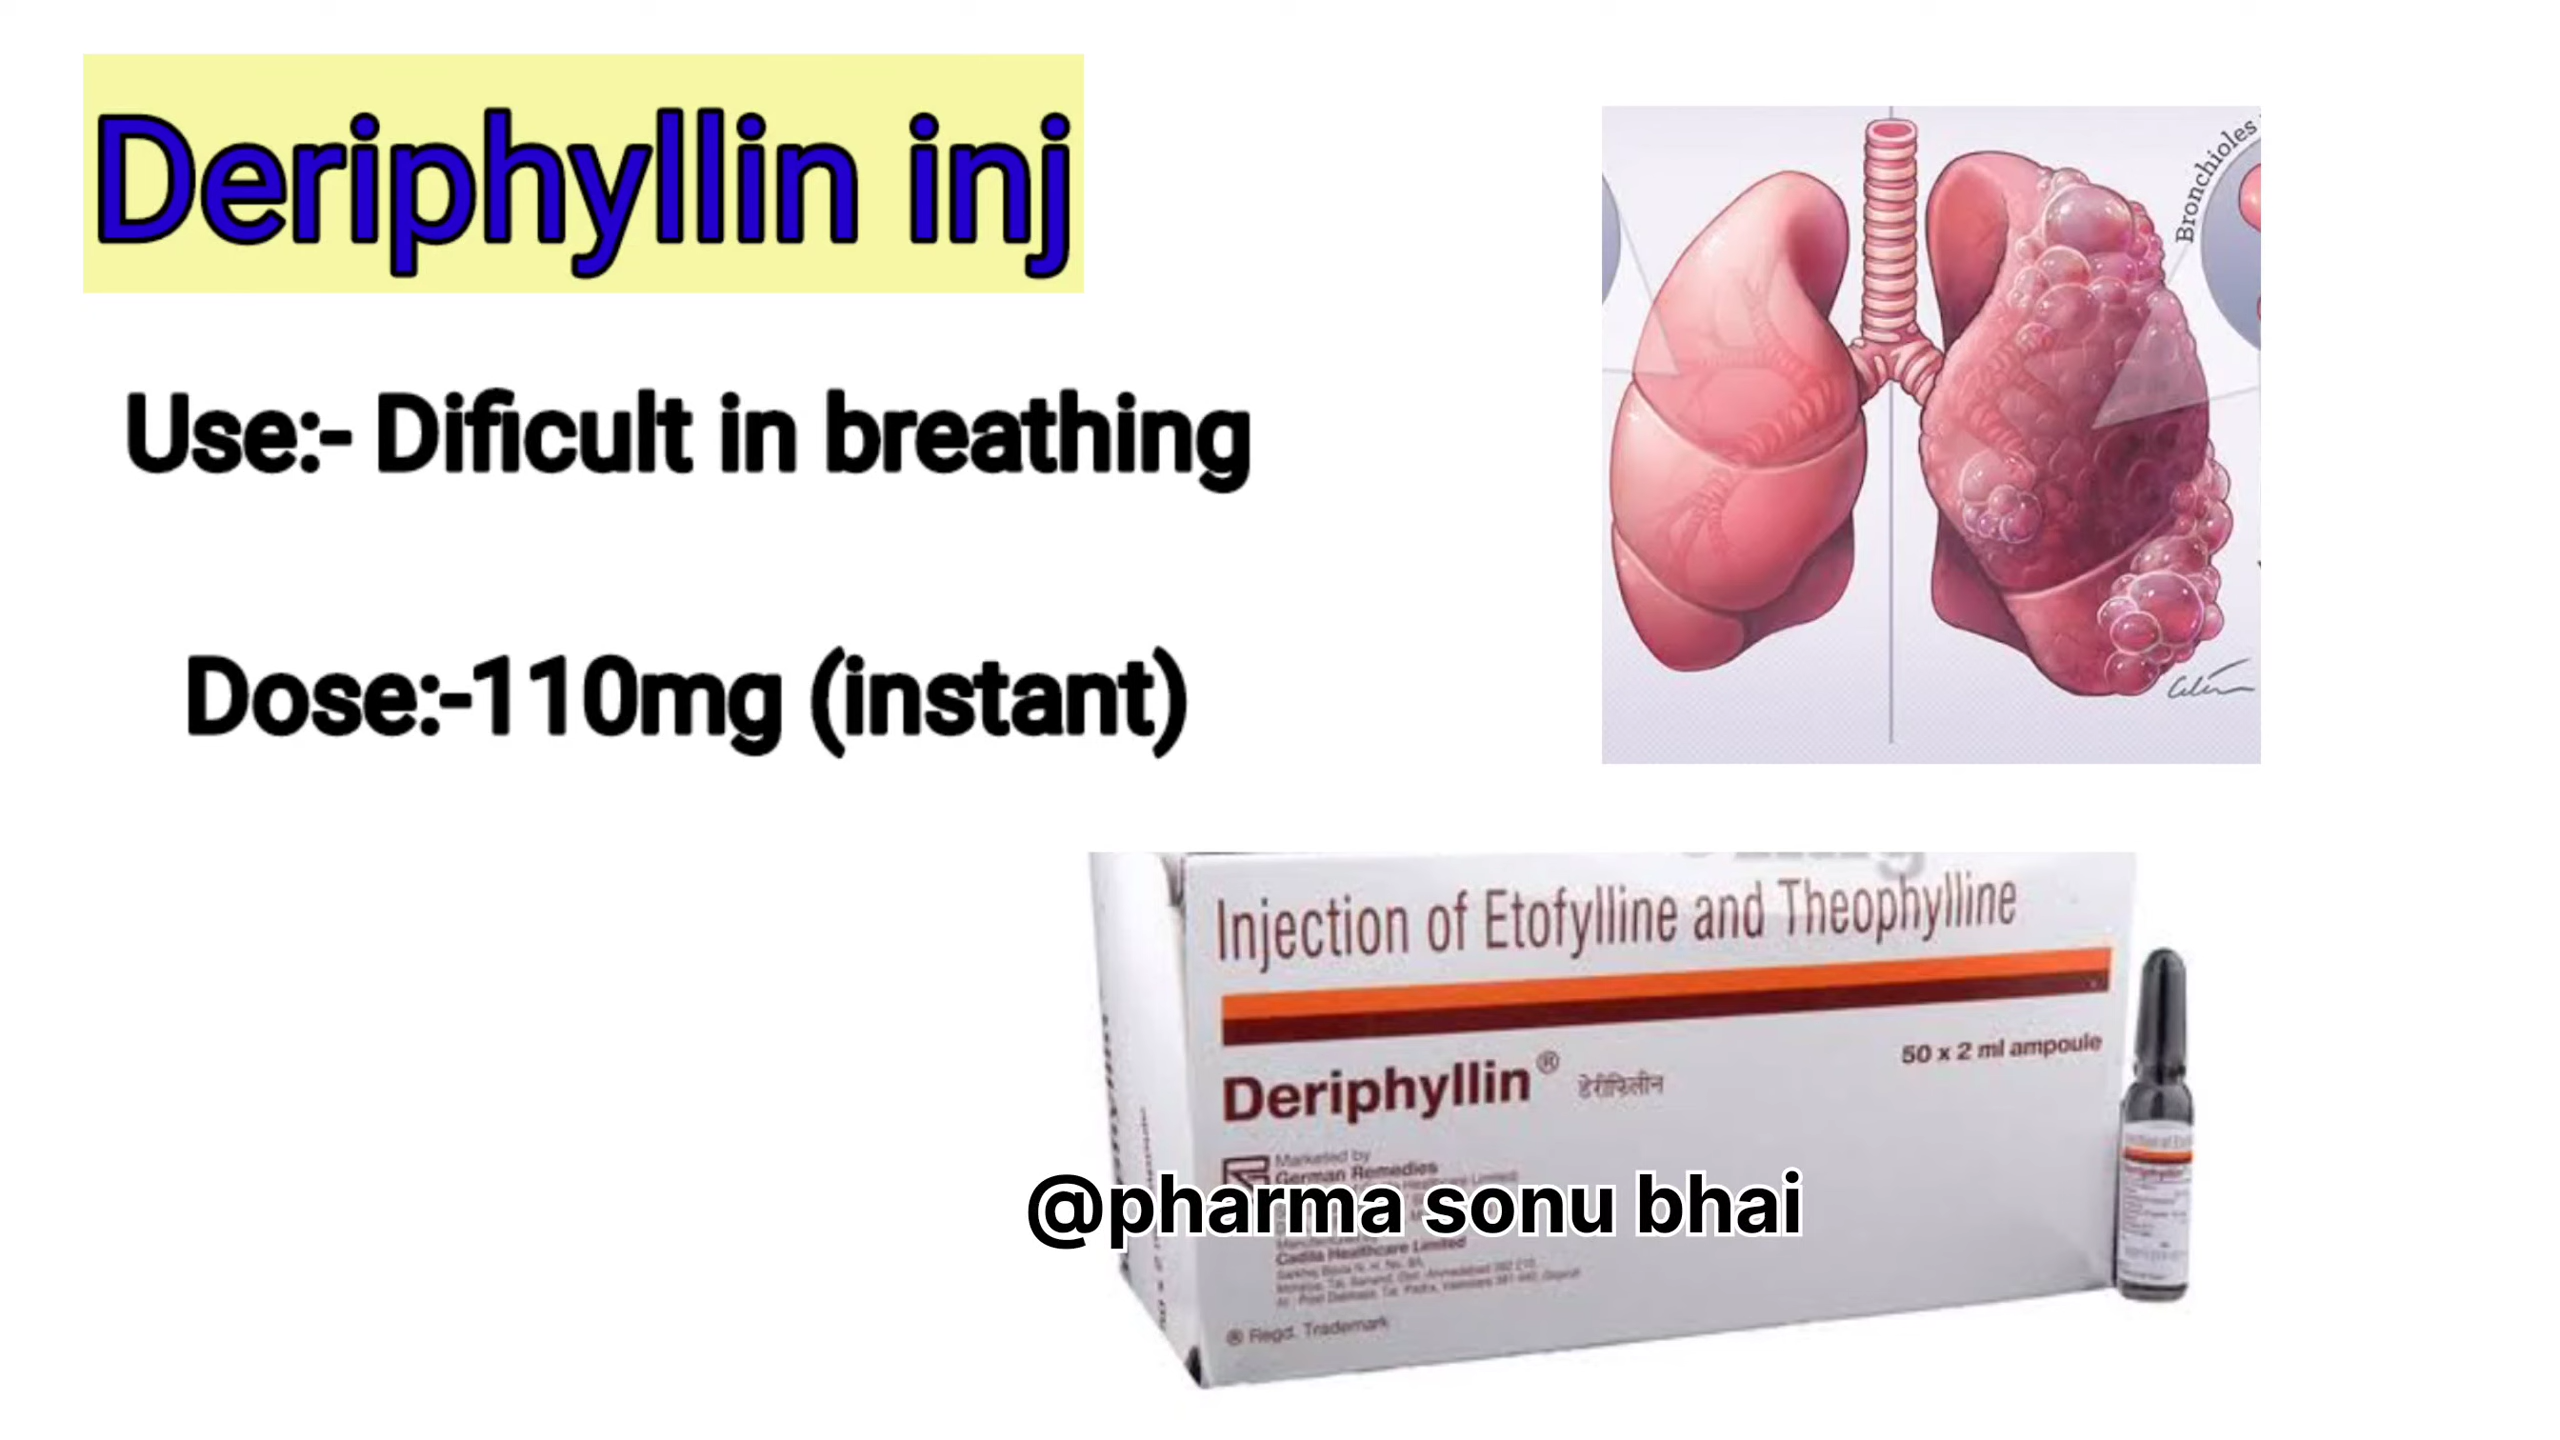 Deriphyllin inj
Use:- Dificult in breathing
Dose:-110mg (instant)
Bronchioles
Injection of Etofylline and Theophylline
50 x 2 ml ampoule
Deriphyllin® डेरीफिलीन
Marketed by
German Remedies
@pharma sonu bhai
Cadila Healthcare Limited
® Regd. Trademark